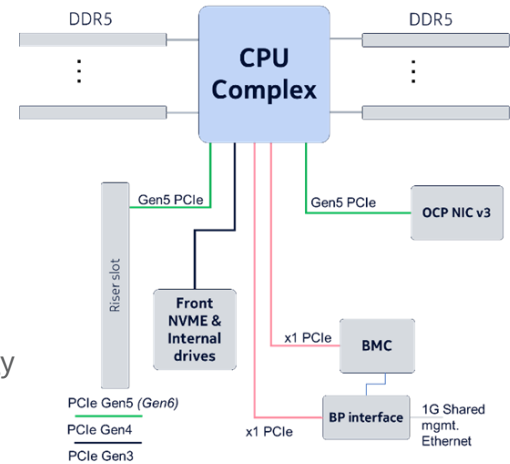 DDR5
DDR5
CPU
Complex
Gen5 PCIe
Gen5 PCIe
OCP NIC v3
Riser slot
Front
NVME &
Internal
drives
x1 PCIe
BMC
y
PCIe Gen5 (Gen6)
PCIe Gen4
PCIe Gen3
x1 PCIe
BP interface
1G Shared
mgmt.
Ethernet